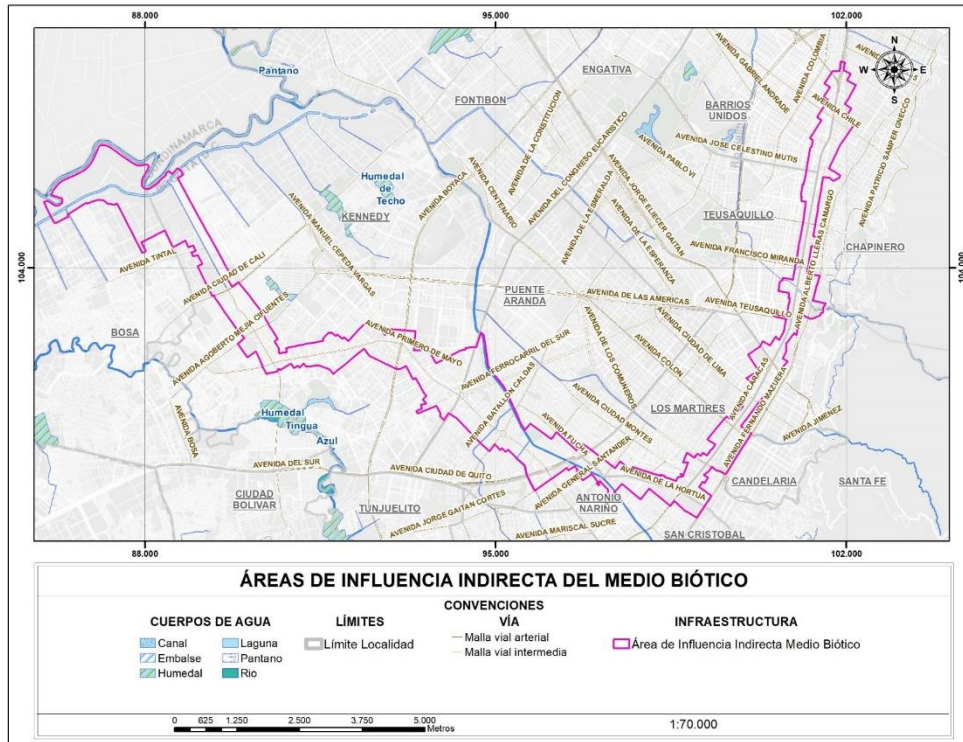 88.000
95.000
102.000
N
W
E
S
Pantano
ENGATIVA
FONTIBON
BARRIOS
UNIDOS
AVENIDA GABRIEL ANDRADE
AVENIDA COLOMBIA
AVENIDA CHILE
AVENIDA DE LA CONSTITUCION
AVENIDA DEL CONGRESO EUCARISTICO
AVENIDA JOSE CELESTINO MUTIS
AVENIDA PABLO VI
AVENIDA PATRICIO SAMPER GNECCO
Humedal
de
Techo
KENNEDY
AVENIDA BOYACA
AVENIDA CENTENARIO
AVENIDA DE LA ESMERALDA
AVENIDA JORGE ELIECER GAITAN
AVENIDA DE LA ESPERANZA
TEUSAQUILLO
AVENIDA FRANCISCO MIRANDA
AVENIDA ALBERTO LLERAS CAMARGO
CHAPINERO
AVENIDA MANUEL CEPEDA VARGAS
AVENIDA TINTAL
AVENIDA CIUDAD DE CALI
104.000
104.000
PUENTE
ARANDA
AVENIDA DE LAS AMERICAS
AVENIDA TEUSAQUILLO
BOSA
AVENIDA AGOBERTO MEJIA CIFUENTES
AVENIDA PRIMERO DE MAYO
AVENIDA FERROCARRIL DEL SUR
AVENIDA DE LOS COMUNEROS
AVENIDA CIUDAD DE LIMA
AVENIDA COLON
AVENIDA CARACAS
AVENIDA FERNANDO MAZUERA
AVENIDA BATALLON CALDAS
AVENIDA CIUDAD MONTES
LOS MARTIRES
AVENIDA JIMENEZ
AVENIDA BOSA
Humedal
Tingua
Azul
AVENIDA FUCHA
AVENIDA GENERAL SANTANDER
AVENIDA DE LA HORTUA
AVENIDA DEL SUR
AVENIDA CIUDAD DE QUITO
CANDELARIA
SANTA FE
CIUDAD
BOLIVAR
TUNJUELITO
AVENIDA JORGE GAITAN CORTES
ANTONIO
NARIÑO
AVENIDA MARISCAL SUCRE
SAN CRISTOBAL
88.000
95.000
102.000
ÁREAS DE INFLUENCIA INDIRECTA DEL MEDIO BIÓTICO
CONVENCIONES
CUERPOS DE AGUA
Canal
Embalse
Humedal
Laguna
Pantano
Rio
LÍMITES
Límite Localidad
VÍA
Malla vial arterial
Malla vial intermedia
INFRAESTRUCTURA
Área de Influencia Indirecta Medio Biótico
0 625 1.250 2.500 3.750 5.000
Metros
1:70.000